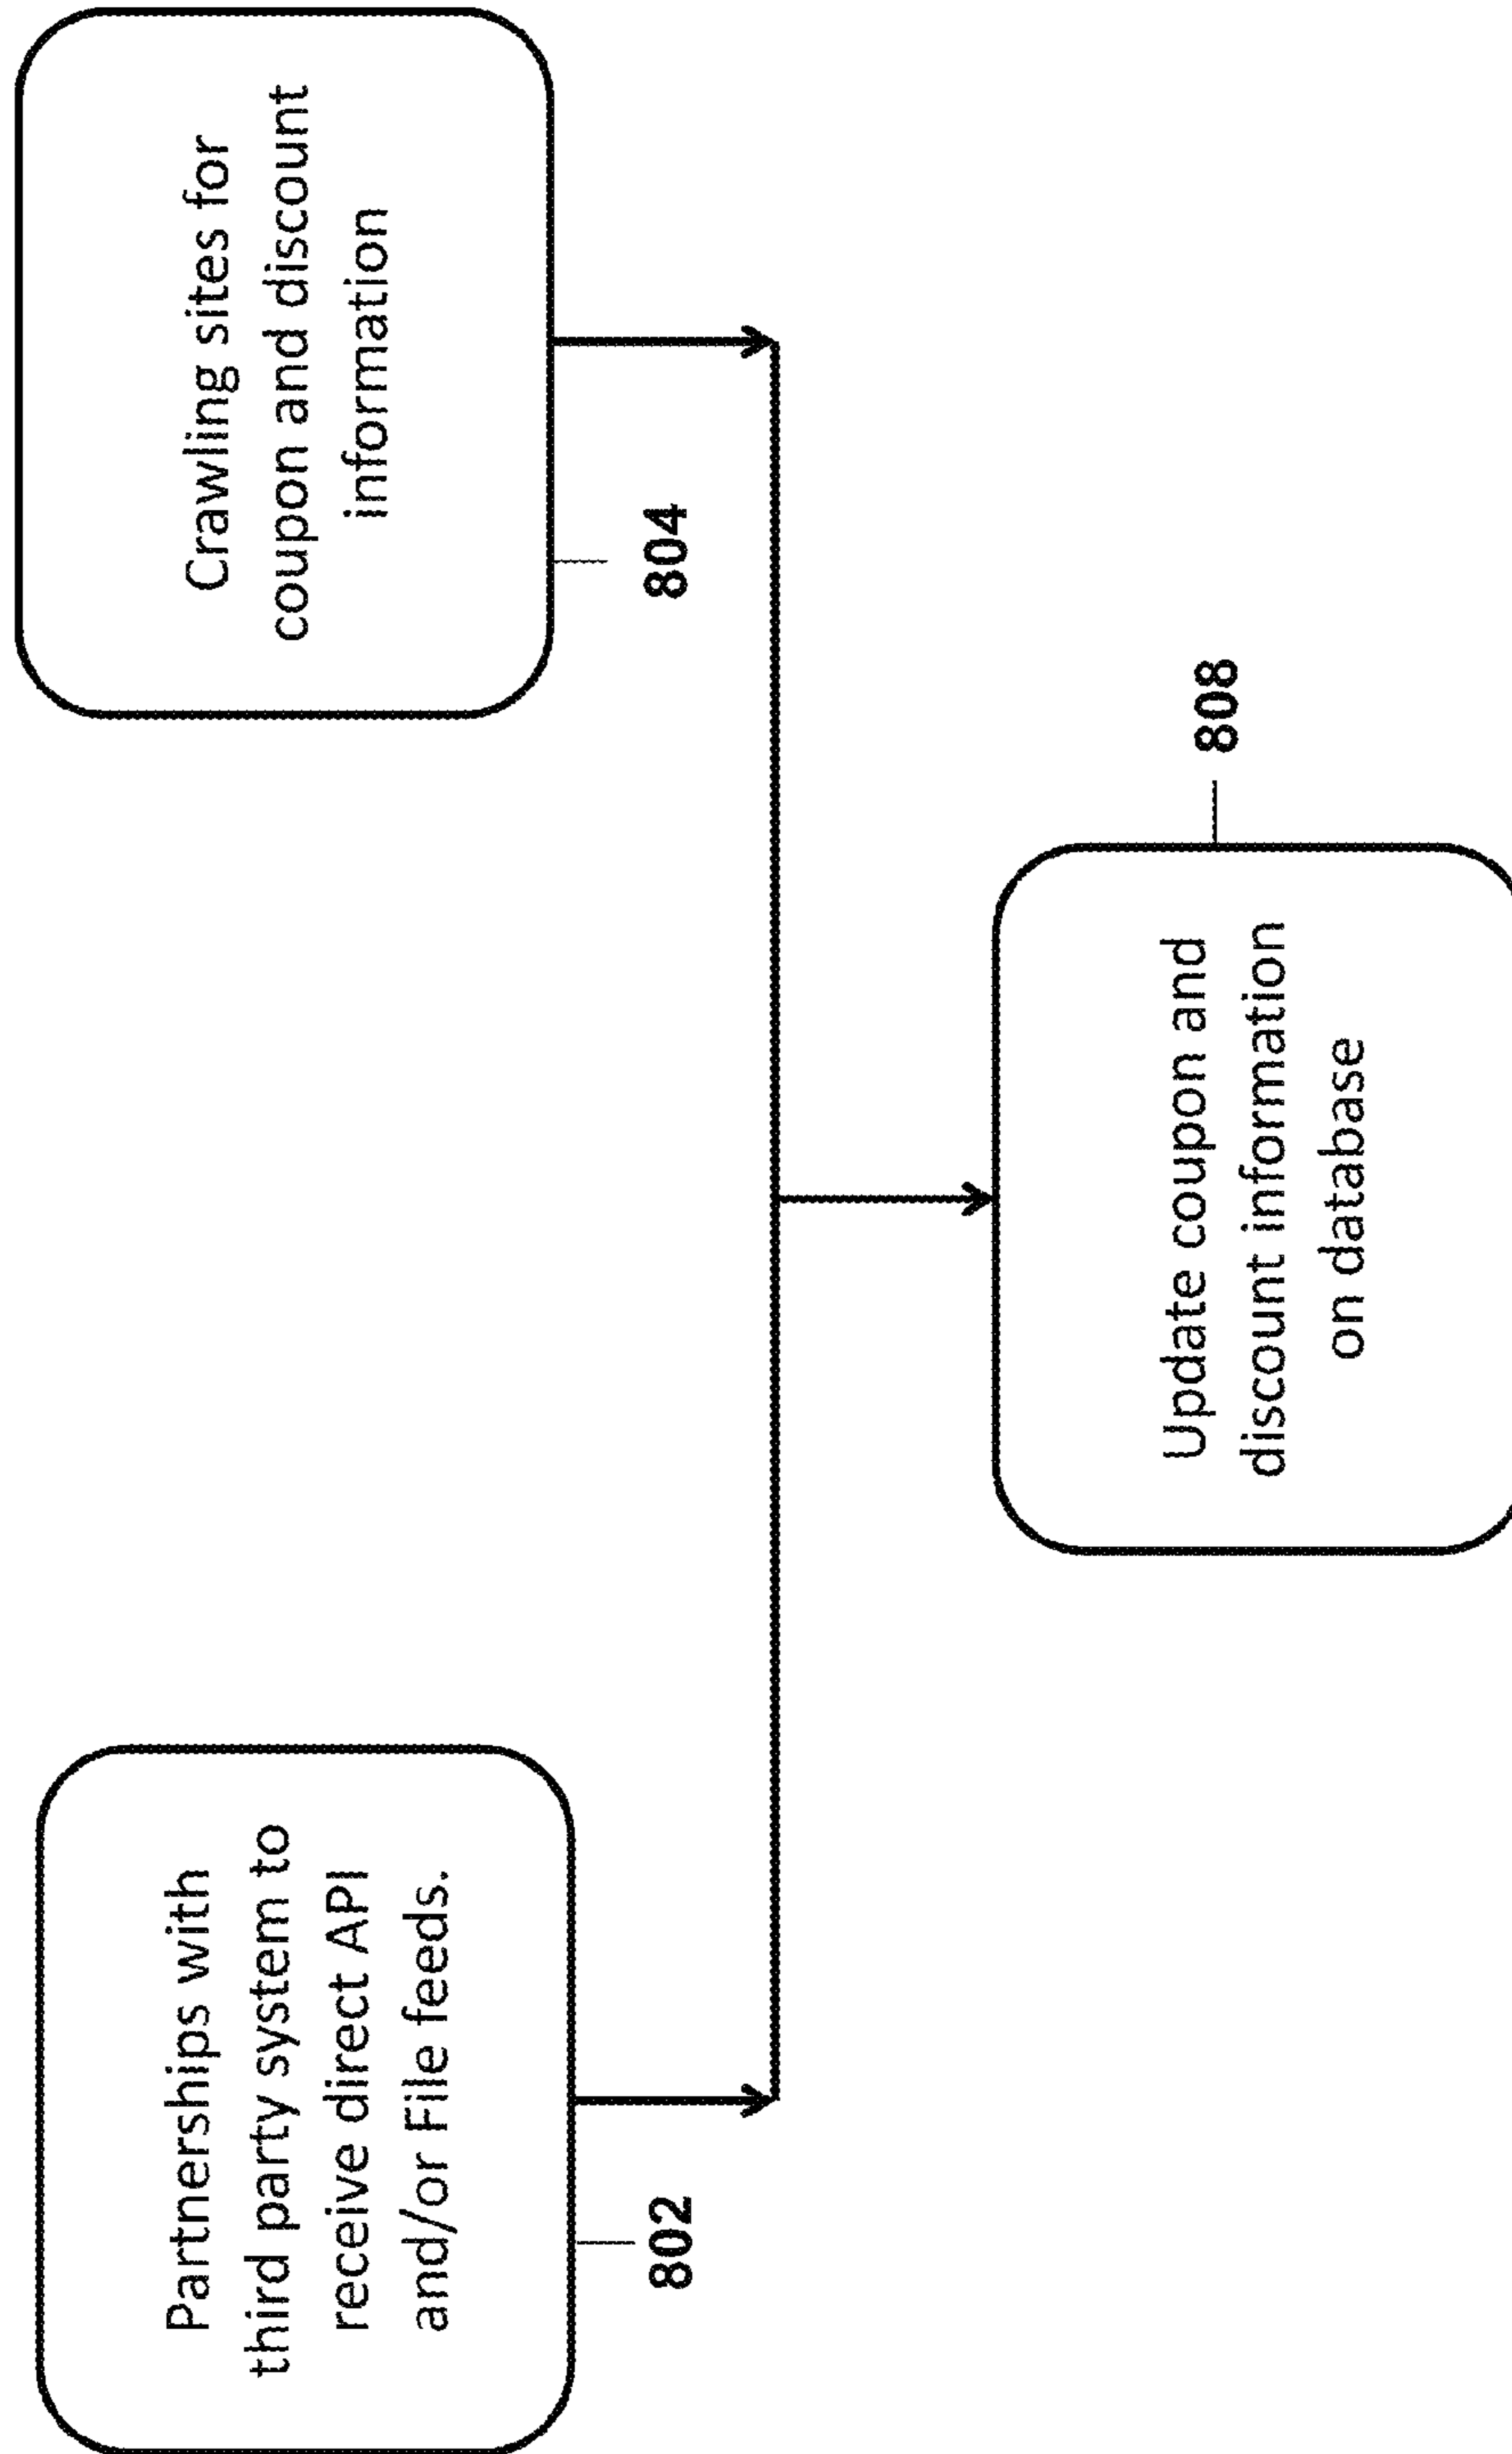 Partnerships with
third party system to
receive direct API
and/or File feeds.
802
Crawling sites for
coupon and discount
information
804
Update coupon and
discount information
on database
808